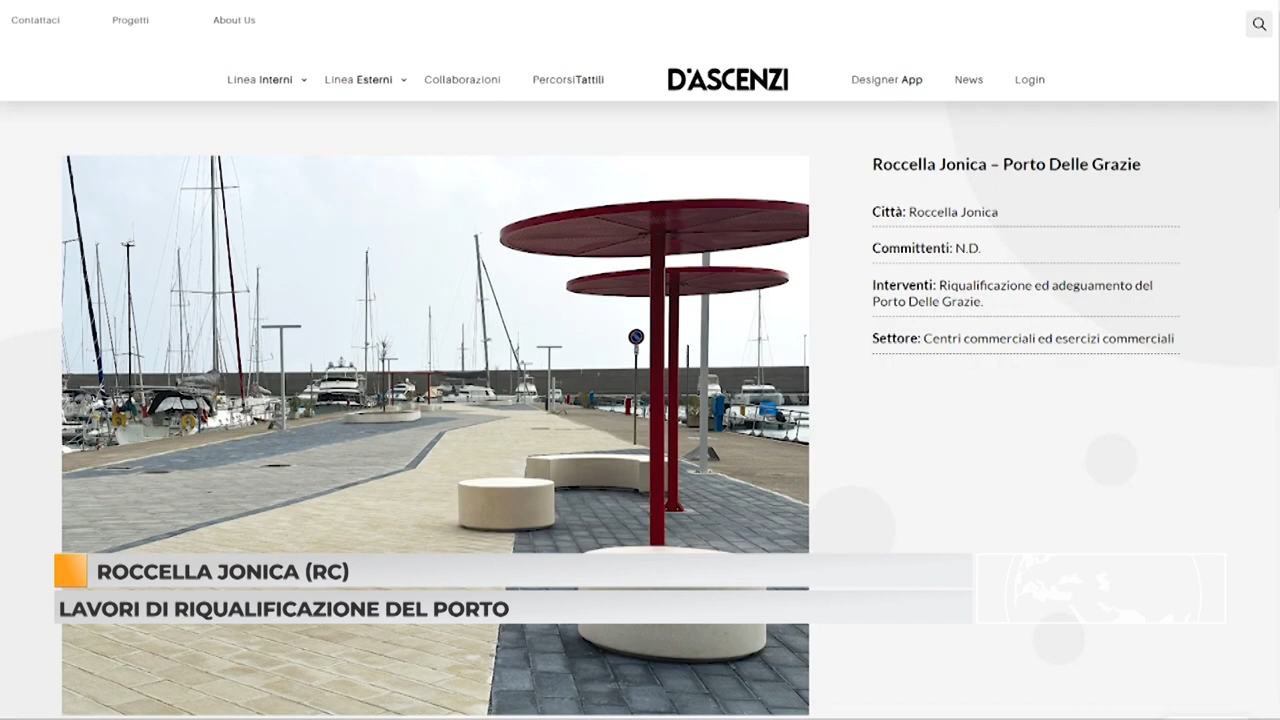 Contattaci Progetti About Us
Linea Interni Linea Esterni Collaborazioni PercorsiTattili D'ASCENZI Designer App News Login
Roccella Jonica – Porto Delle Grazie
Città: Roccella Jonica
Committenti: N.D.
Interventi: Riqualificazione ed adeguamento del
Porto Delle Grazie.
Settore: Centri commerciali ed esercizi commerciali
ROCCELLA JONICA (RC)
LAVORI DI RIQUALIFICAZIONE DEL PORTO